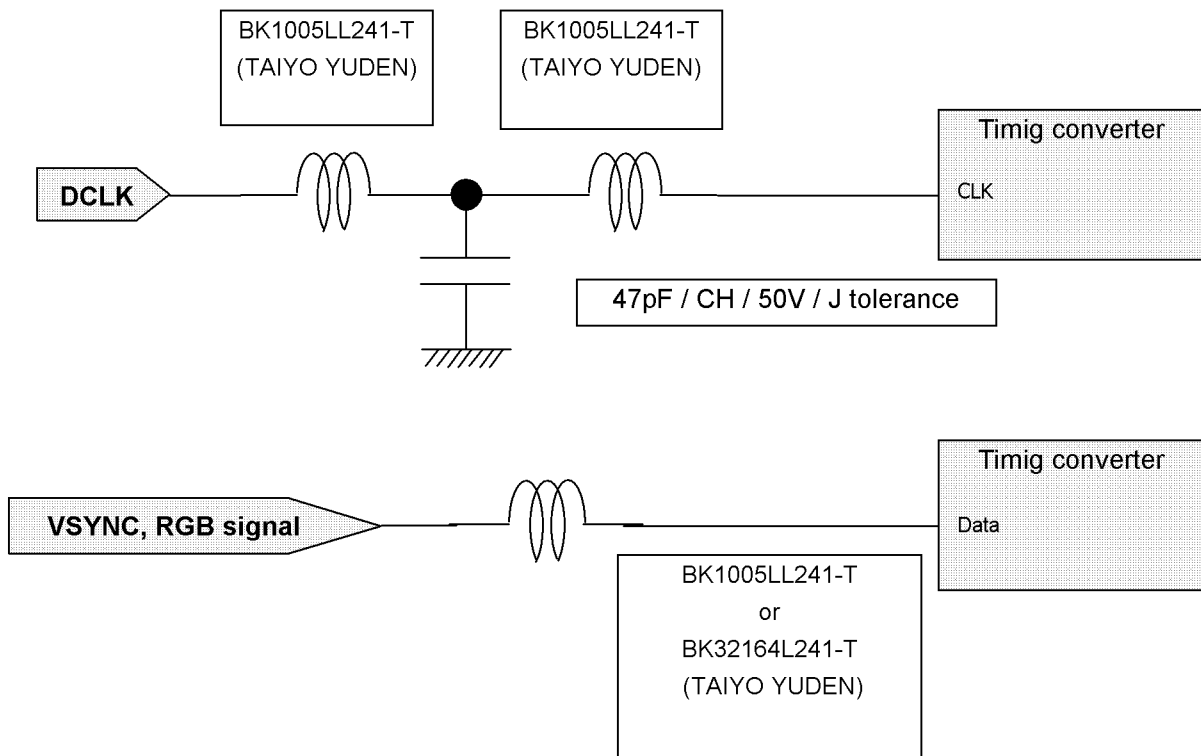 BK1005LL241-T
(TAIYO YUDEN)
BK1005LL241-T
(TAIYO YUDEN)
Timig converter
DCLK
CLK
47pF / CH / 50V / J tolerance
Timig converter
VSYNC, RGB signal
Data
BK1005LL241-T
or
BK32164L241-T
(TAIYO YUDEN)